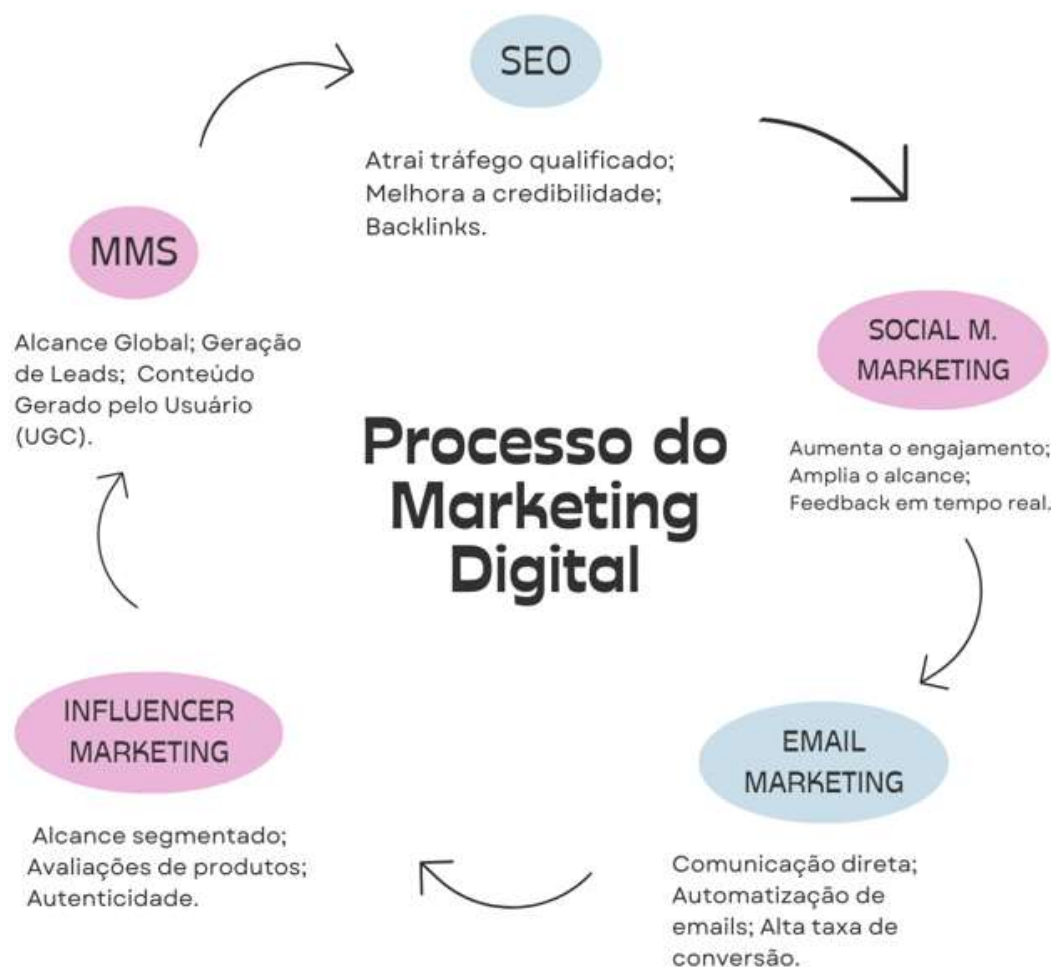 SEO
Atrai tráfego qualificado;
Melhora a credibilidade;
Backlinks.
SOCIAL M.
MARKETING
Aumenta o engajamento;
Amplia o alcance;
Feedback em tempo real.
EMAIL
MARKETING
Comunicação direta;
Automatização de
emails; Alta taxa de
conversão.
INFLUENCER
MARKETING
Alcance segmentado;
Avaliações de produtos;
Autenticidade.
MMS
Alcance Global; Geração
de Leads; Conteúdo
Gerado pelo Usuário
(UGC).
Processo do
Marketing
Digital